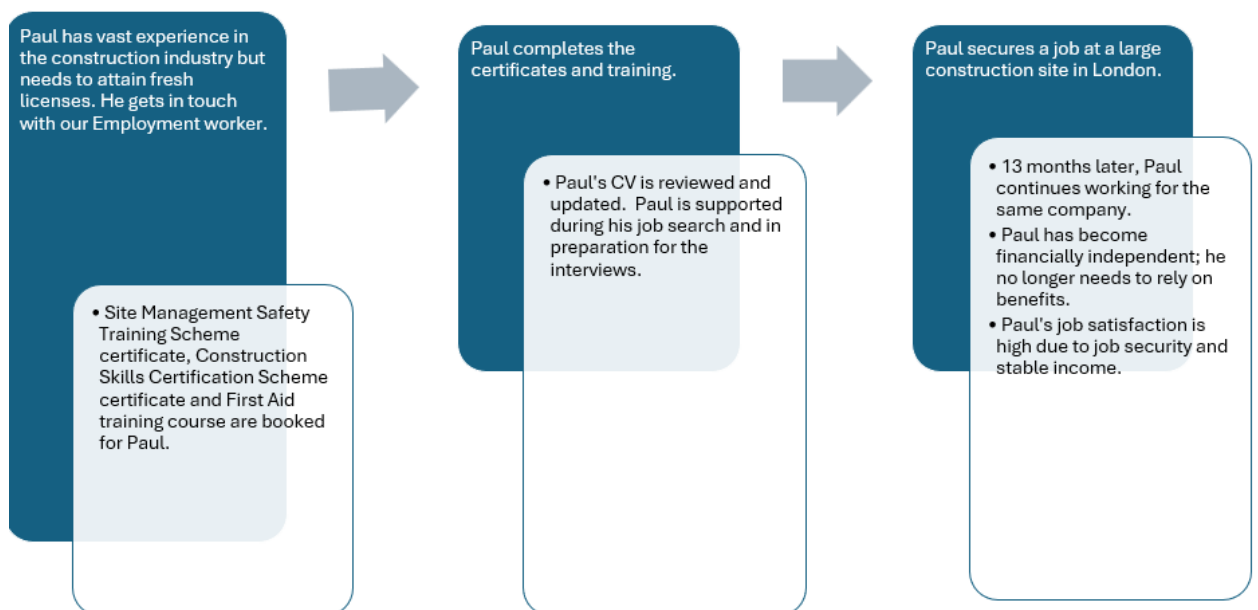 Paul has vast experience in
the construction industry but
needs to attain fresh
licenses. He gets in touch
with our Employment worker.
• Site Management Safety
Training Scheme
certificate, Construction
Skills Certification Scheme
certificate and First Aid
training course are booked
for Paul.
Paul completes the
certificates and training.
• Paul's CV is reviewed and
updated.  Paul is supported
during his job search and in
preparation for the
interviews.
Paul secures a job at a large
construction site in London.
• 13 months later, Paul
continues working for the
same company.
• Paul has become
financially independent; he
no longer needs to rely on
benefits.
• Paul's job satisfaction is
high due to job security and
stable income.